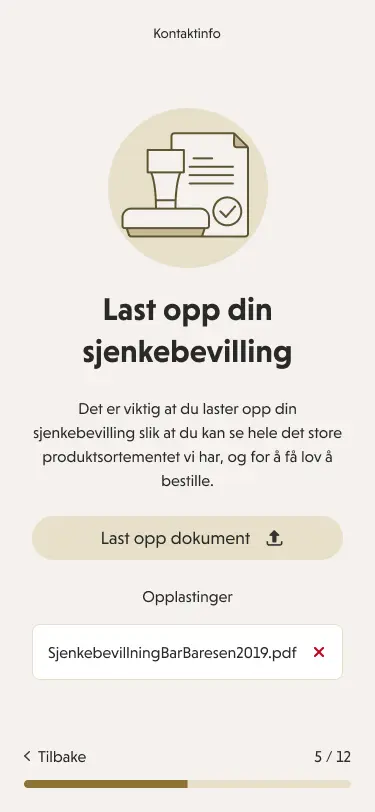 Kontaktinfo
Last opp din
sjenkebevilling
Det er viktig at du laster opp din
sjenkebevilling slik at du kan se hele det store
produktsortementet vi har, og for å få lov å
bestille.
Last opp dokument
Opplastinger
SjenkebevillningBarBaresen2019.pdf
Tilbake
5 / 12